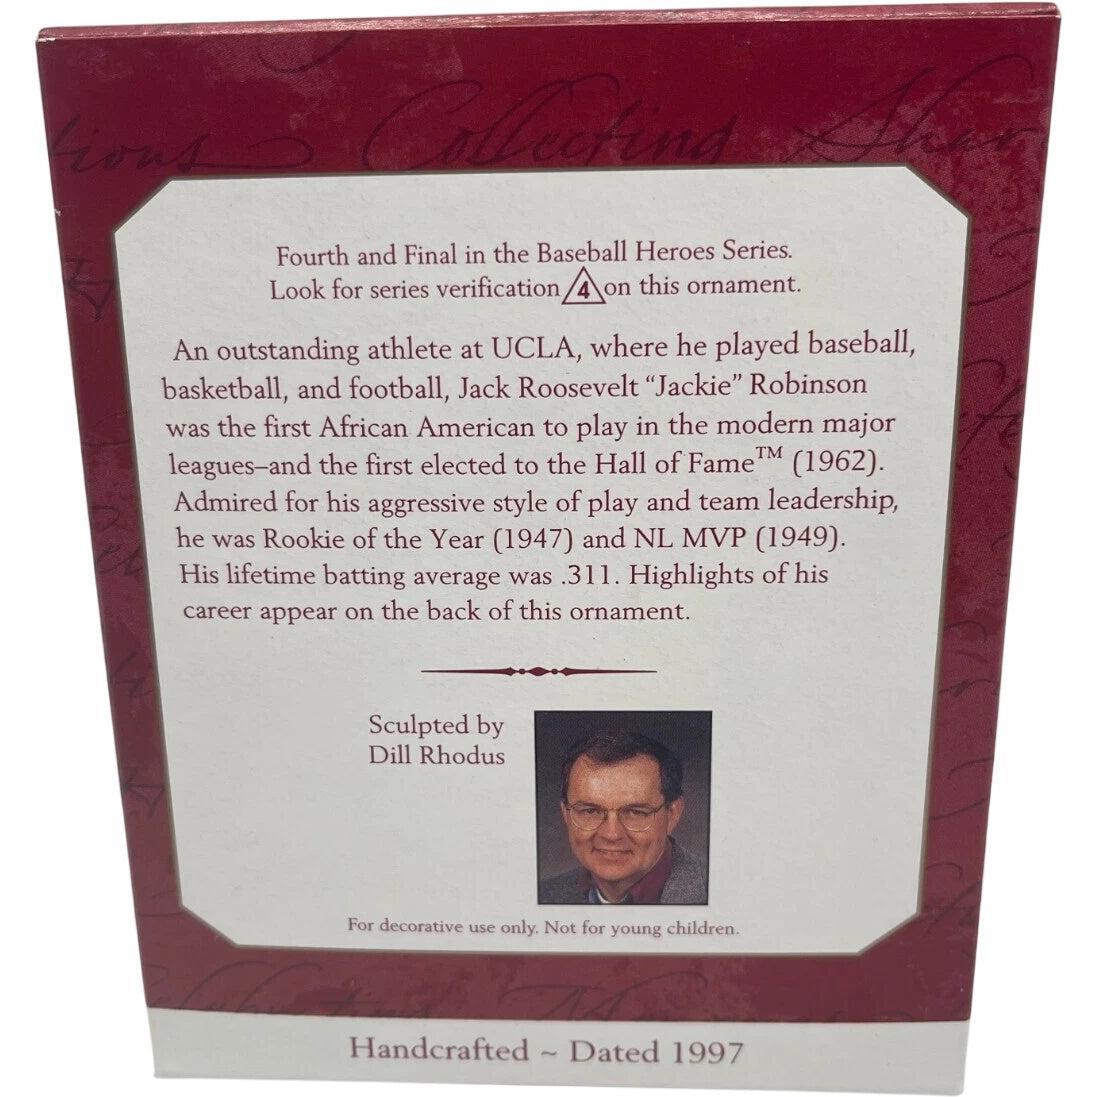 Collecting
Fourth and Final in the Baseball Heroes Series.
Look for series verification 4 on this ornament.
An outstanding athlete at UCLA, where he played baseball,
basketball, and football, Jack Roosevelt “Jackie” Robinson
was the first African American to play in the modern major
leagues–and the first elected to the Hall of Fame™ (1962).
Admired for his aggressive style of play and team leadership,
he was Rookie of the Year (1947) and NL MVP (1949).
His lifetime batting average was .311. Highlights of his
career appear on the back of this ornament.
Sculpted by
Dill Rhodus
For decorative use only. Not for young children.
Handcrafted ~ Dated 1997